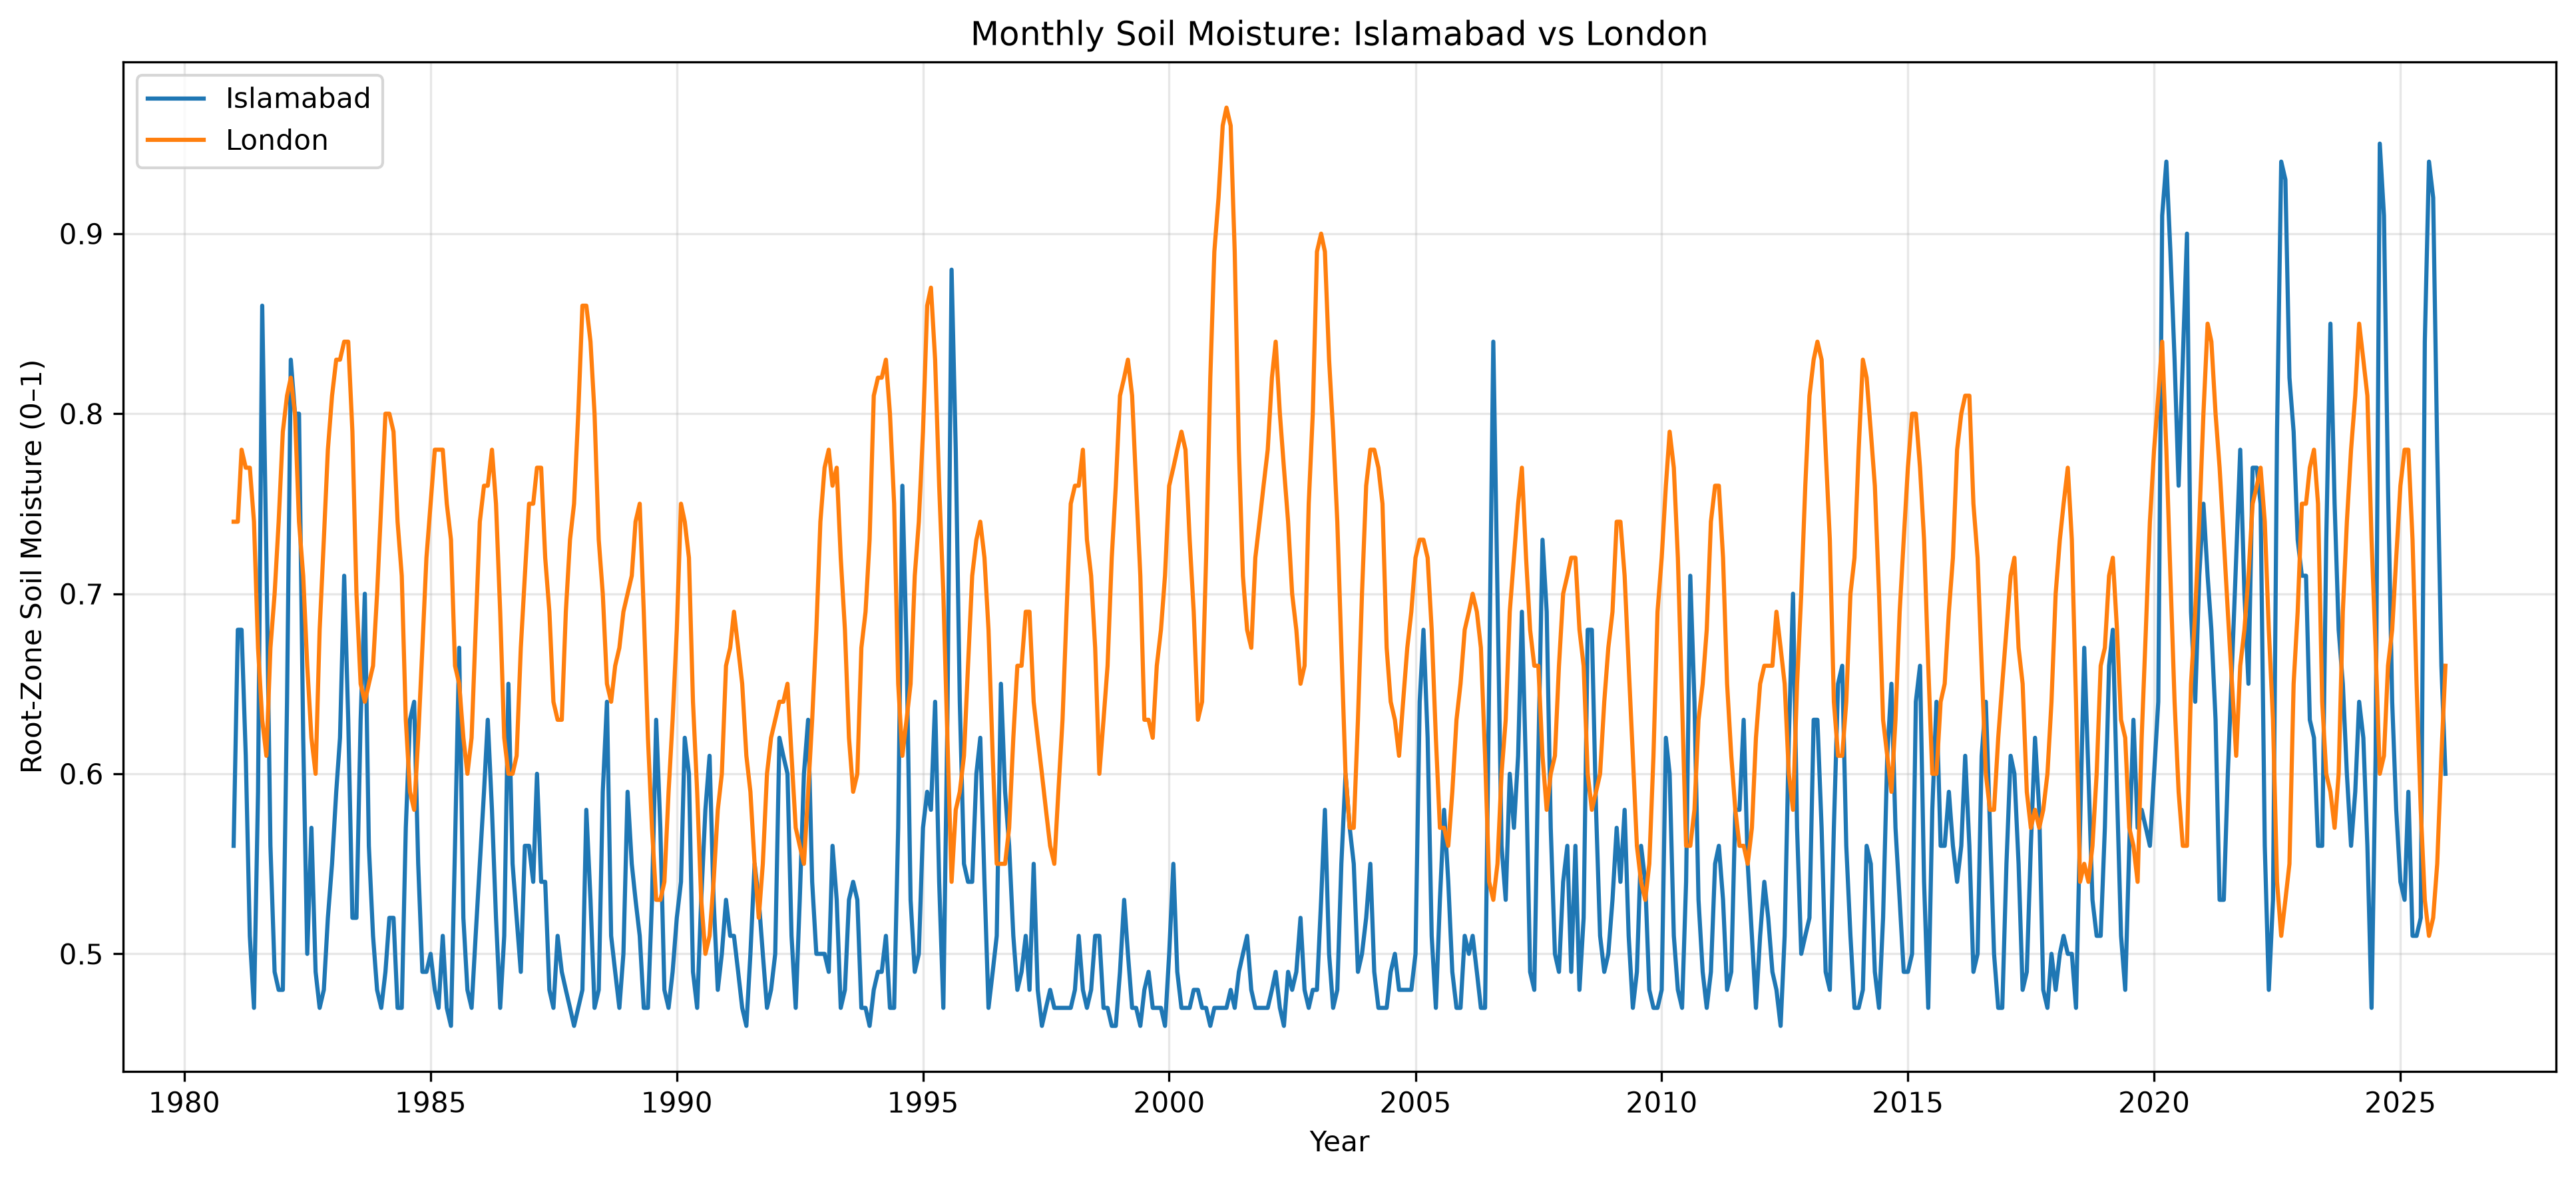 Monthly Soil Moisture: Islamabad vs London
Islamabad
London
Root-Zone Soil Moisture (0–1)
0.9
0.8
0.7
0.6
0.5
1980 1985 1990 1995 2000 2005 2010 2015 2020 2025
Year